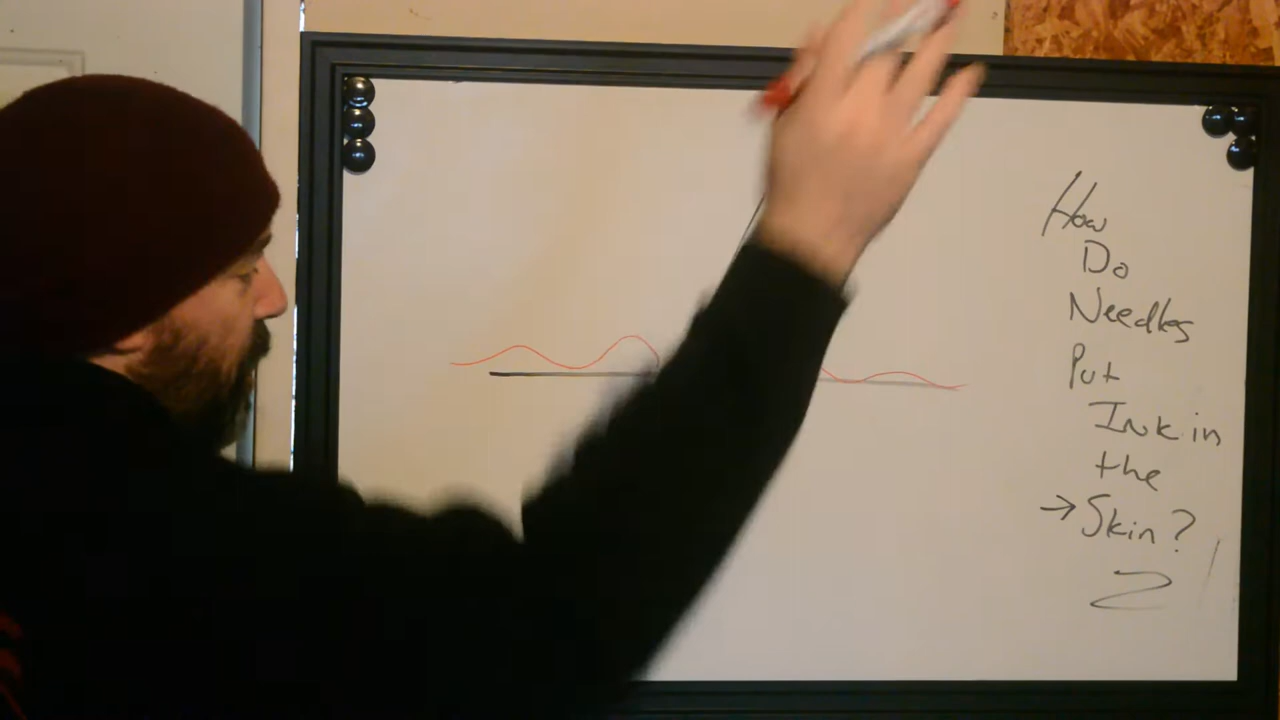 How
Do
Needles
Put
Ink in
the
→ Skin?